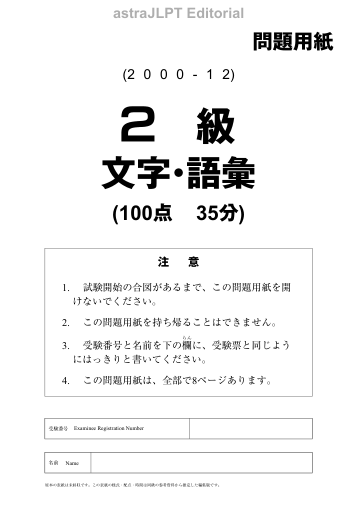 astraJLPT Editorial
問題用紙
(2000-12)
2 級
文字・語彙
(100点 35分)
注 意
1. 試験開始の合図があるまで、この問題用紙を開
けないでください。
2. この問題用紙を持ち帰ることはできません。
3. 受験番号と名前を下の欄に、受験票と同じよう
らん
にはっきりと書いてください。
4. この問題用紙は、全部で8ページあります。
受験番号 Examinee Registration Number
名前 Name